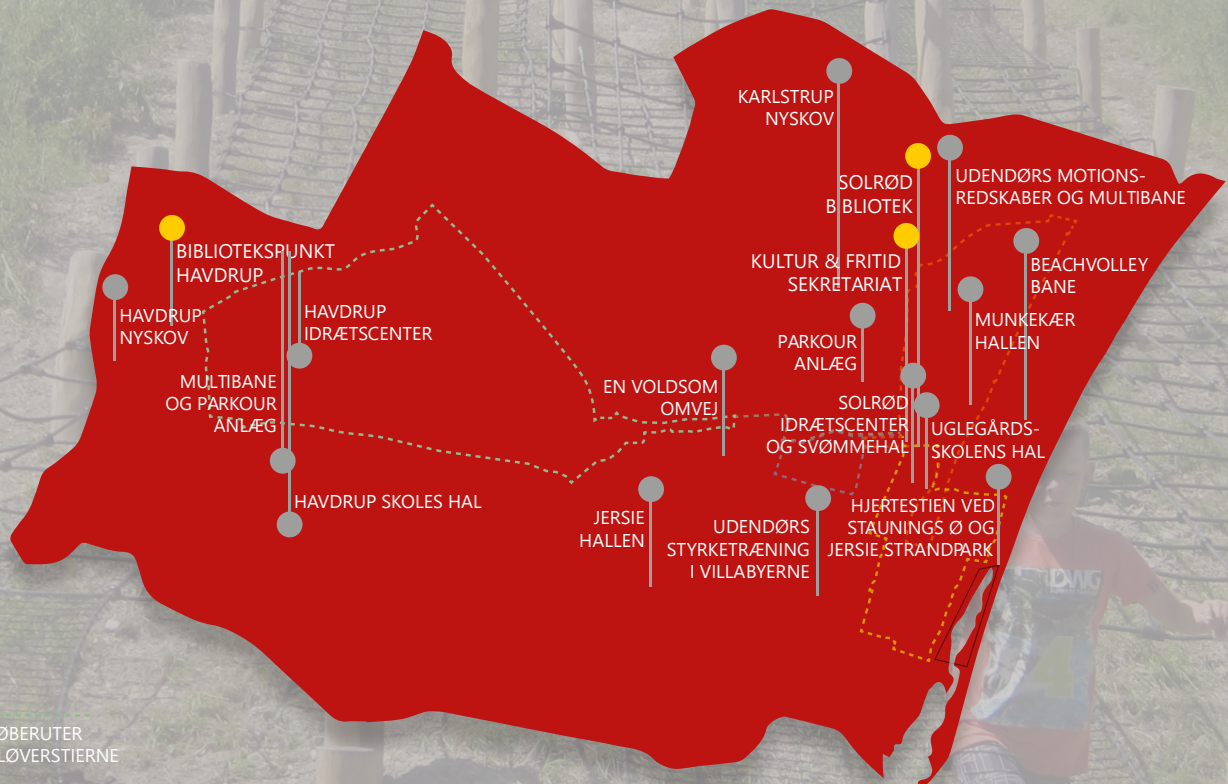 KARLSTRUP
NYSKOV
SOLRØD
BIBLIOTEK
UDENDØRS MOTIONS-
REDSKABER OG MULTIBANE
BIBLIOTEKSPUNKT
HAVDRUP
KULTUR & FRITID
SEKRETARIAT
BEACHVOLLEY
BANE
HAVDRUP
NYSKOV
HAVDRUP
IDRÆTSCENTER
MUNKEKÆR
HALLEN
PARKOUR
ANLÆG
MULTIBANE
OG PARKOUR
ANLÆG
EN VOLDSOM
OMVEJ
SOLRØD
IDRÆTSCENTER
OG SVØMMEHAL
UGLEGÅRDS-
SKOLENS HAL
HAVDRUP SKOLES HAL
JERSIE
HALLEN
UDENDØRS
STYRKETRÆNING
I VILLABYERNE
HJERTESTIEN VED
STAUNINGS Ø OG
JERSIE STRANDPARK
ØBERUTER
LØVERSTIERNE